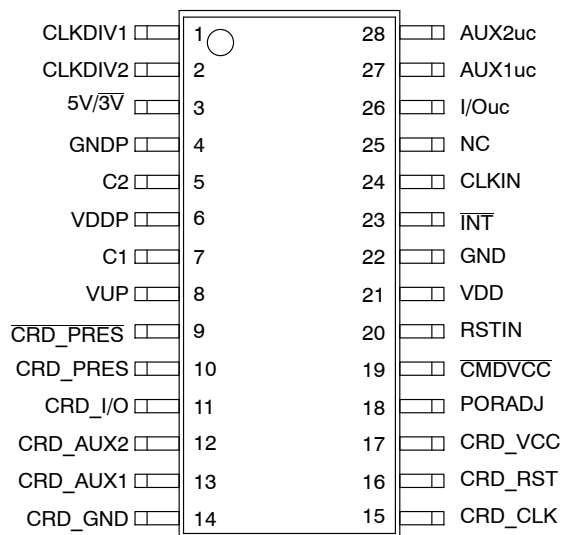 CLKDIV1 1 28 AUX2uc
CLKDIV2 2 27 AUX1uc
5V/3V 3 26 I/Ouc
GNDP 4 25 NC
C2 5 24 CLKIN
VDDP 6 23 INT
C1 7 22 GND
VUP 8 21 VDD
CRD_PRES 9 20 RSTIN
CRD_PRES 10 19 CMDVCC
CRD_I/O 11 18 PORADJ
CRD_AUX2 12 17 CRD_VCC
CRD_AUX1 13 16 CRD_RST
CRD_GND 14 15 CRD_CLK